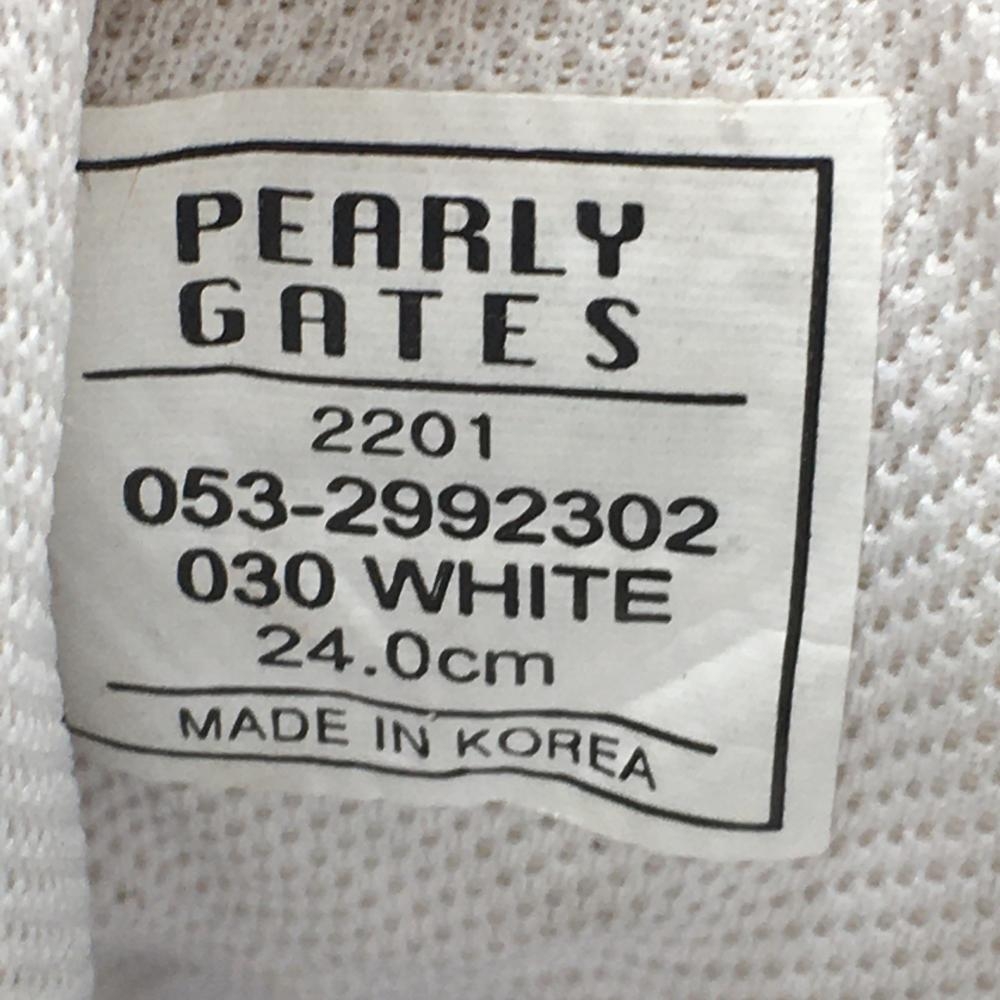 PEARLY
GATES
2201
053-2992302
030 WHITE
24.0cm
MADE IN KOREA